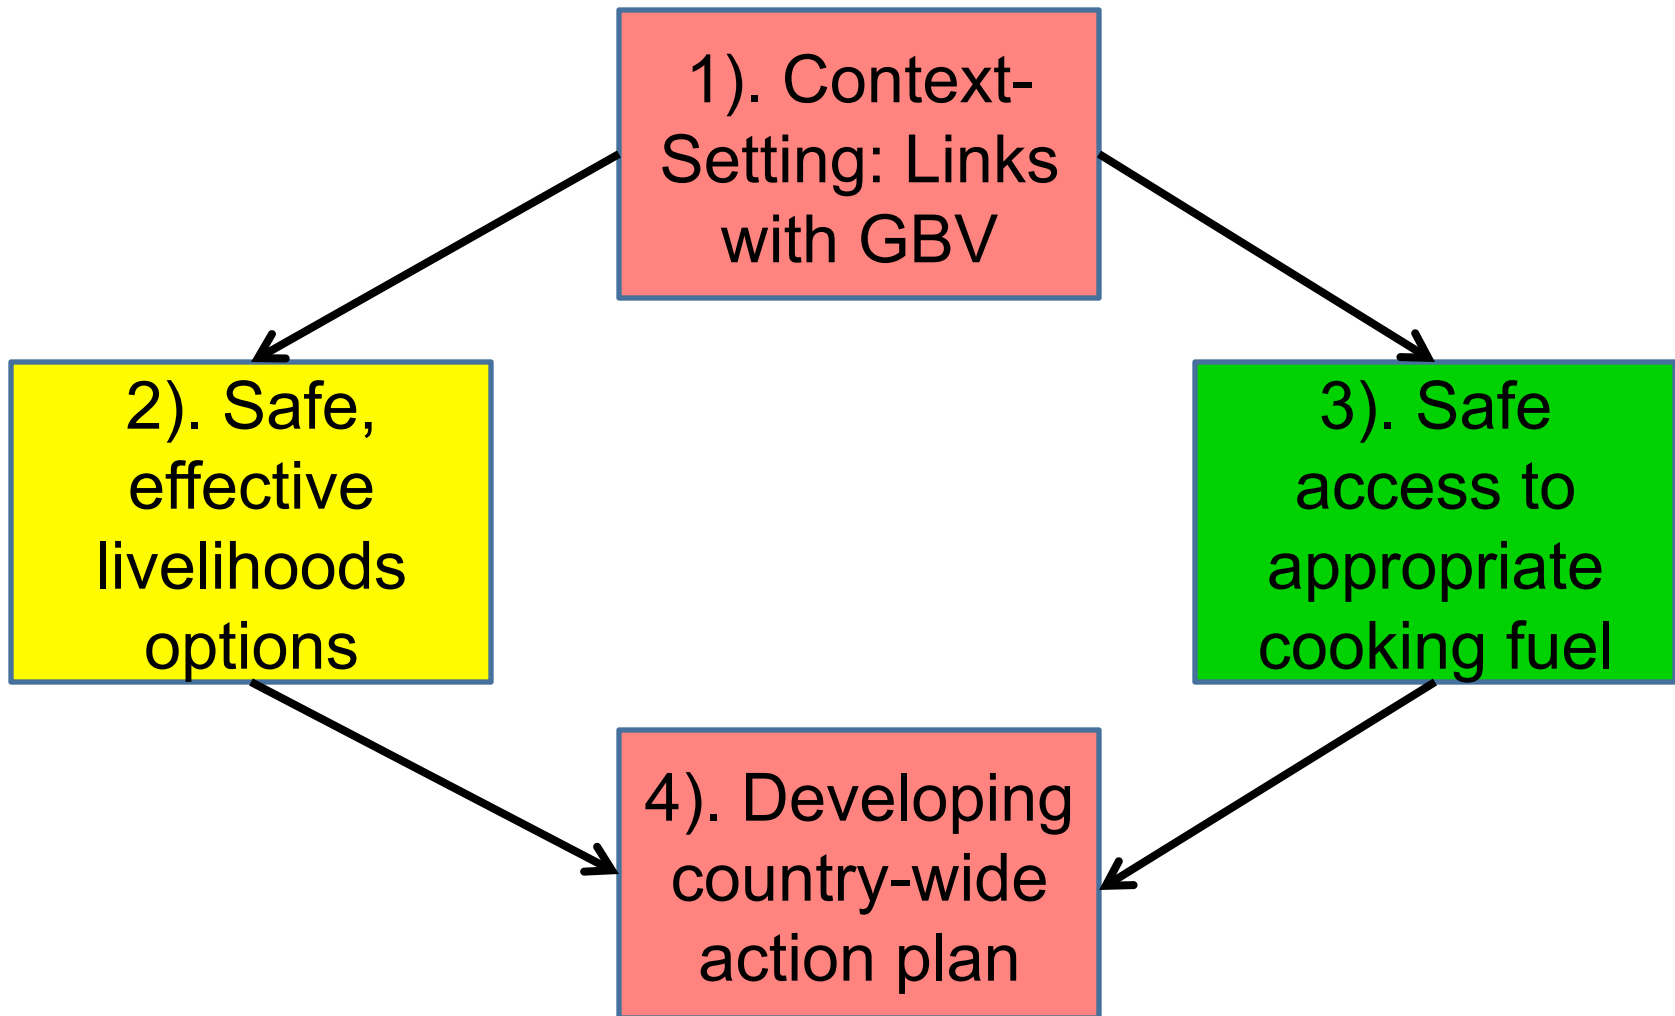 1). Context-
Setting: Links
with GBV
2). Safe,
effective
livelihoods
options
3). Safe
access to
appropriate
cooking fuel
4). Developing
country-wide
action plan